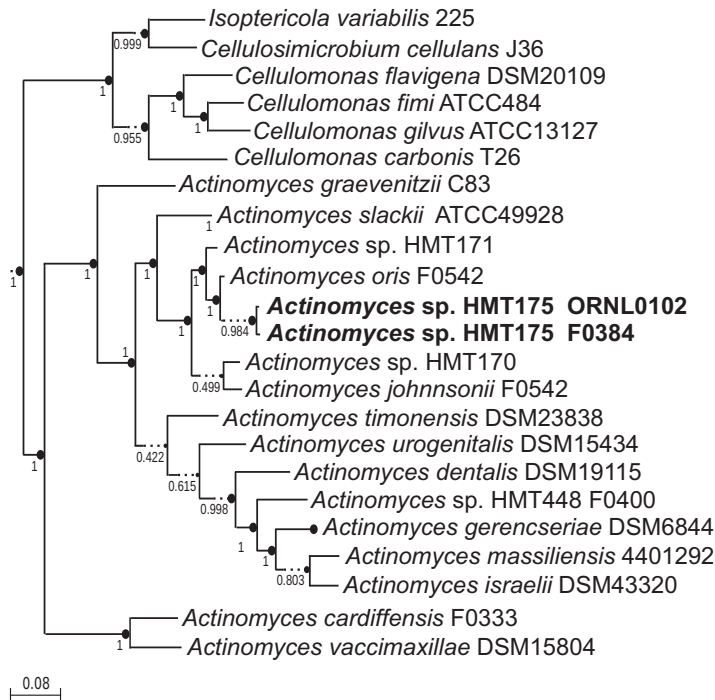 Isoptericola variabilis 225
0.999
Cellulosimicrobium cellulans J36
Cellulomonas flavigena DSM20109
1
1
Cellulomonas fimi ATCC484
1
Cellulomonas gilvus ATCC13127
0.955
Cellulomonas carbonis T26
Actinomyces graevenitzii C83
Actinomyces slackii ATCC49928
1
Actinomyces sp. HMT171
1
1
1
1
Actinomyces oris F0542
1
Actinomyces sp. HMT175 ORNL0102
1
0.984
Actinomyces sp. HMT175 F0384
Actinomyces sp. HMT170
1
0.499
Actinomyces johnnsonii F0542
Actinomyces timonensis DSM23838
0.422
Actinomyces urogenitalis DSM15434
1
0.615
Actinomyces dentalis DSM19115
0.998
Actinomyces sp. HMT448 F0400
Actinomyces gerencseriae DSM6844
1
1
Actinomyces massiliensis 4401292
0.803
Actinomyces israelii DSM43320
Actinomyces cardiffensis F0333
1
Actinomyces vaccimaxillae DSM15804
0.08